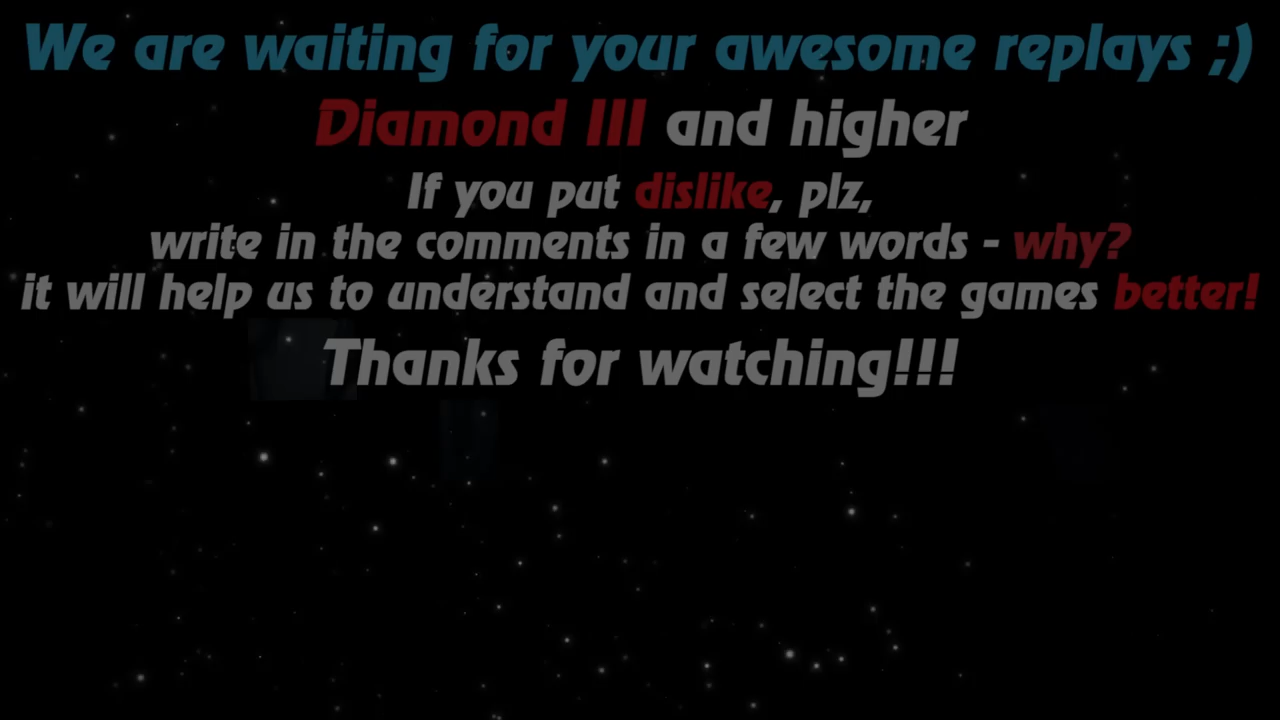 We are waiting for your awesome replays ;)
Diamond III and higher
If you put dislike, plz,
write in the comments in a few words - why?
it will help us to understand and select the games better!
Thanks for watching!!!